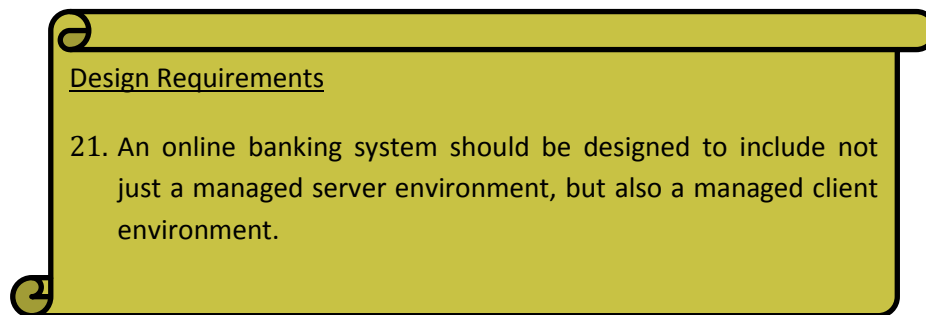 Design Requirements
21. An online banking system should be designed to include not
just a managed server environment, but also a managed client
environment.